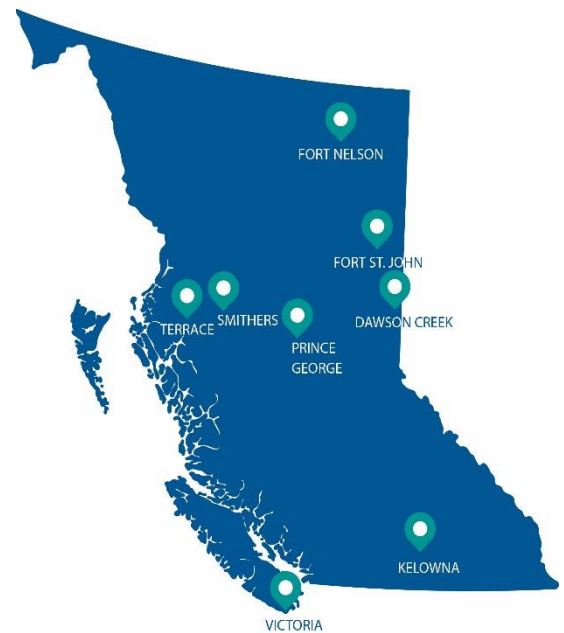 FORT NELSON
FORT ST. JOHN
DAWSON CREEK
SMITHERS
TERRACE
PRINCE
GEORGE
KELOWNA
VICTORIA